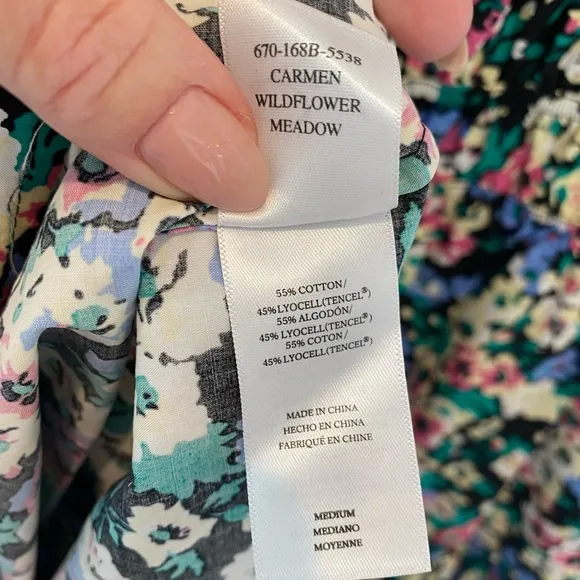 670-168B-5538
CARMEN
WILDFLOWER
MEADOW
55% COTTON/
45%LYOCELL(TENCEL®)
55% ALGODÓN/
45%LYOCELL(TENCEL®)
55% COTON/
45%LYOCELL(TENCEL®)
MADE IN CHINA
HECHO EN CHINA
FABRIQUÉ EN CHINE
MEDIUM
MEDIANO
MOYENNE